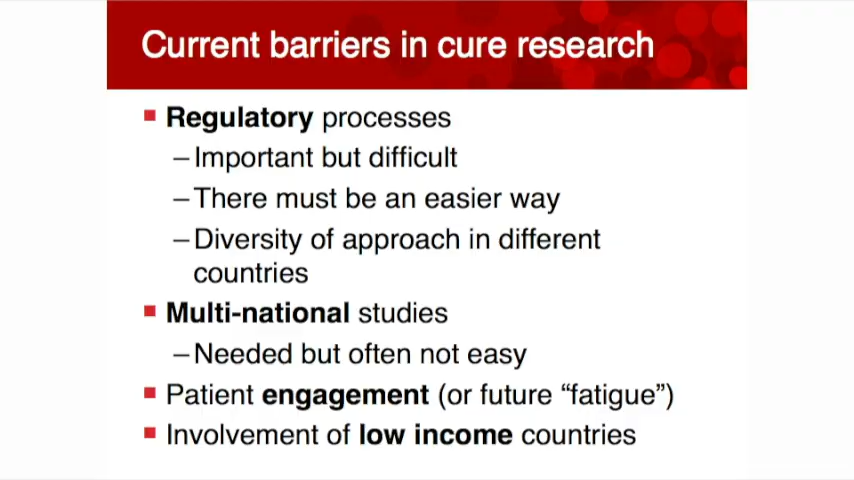 Current barriers in cure research
Regulatory processes
– Important but difficult
– There must be an easier way
– Diversity of approach in different
countries
Multi-national studies
– Needed but often not easy
Patient engagement (or future “fatigue”)
Involvement of low income countries